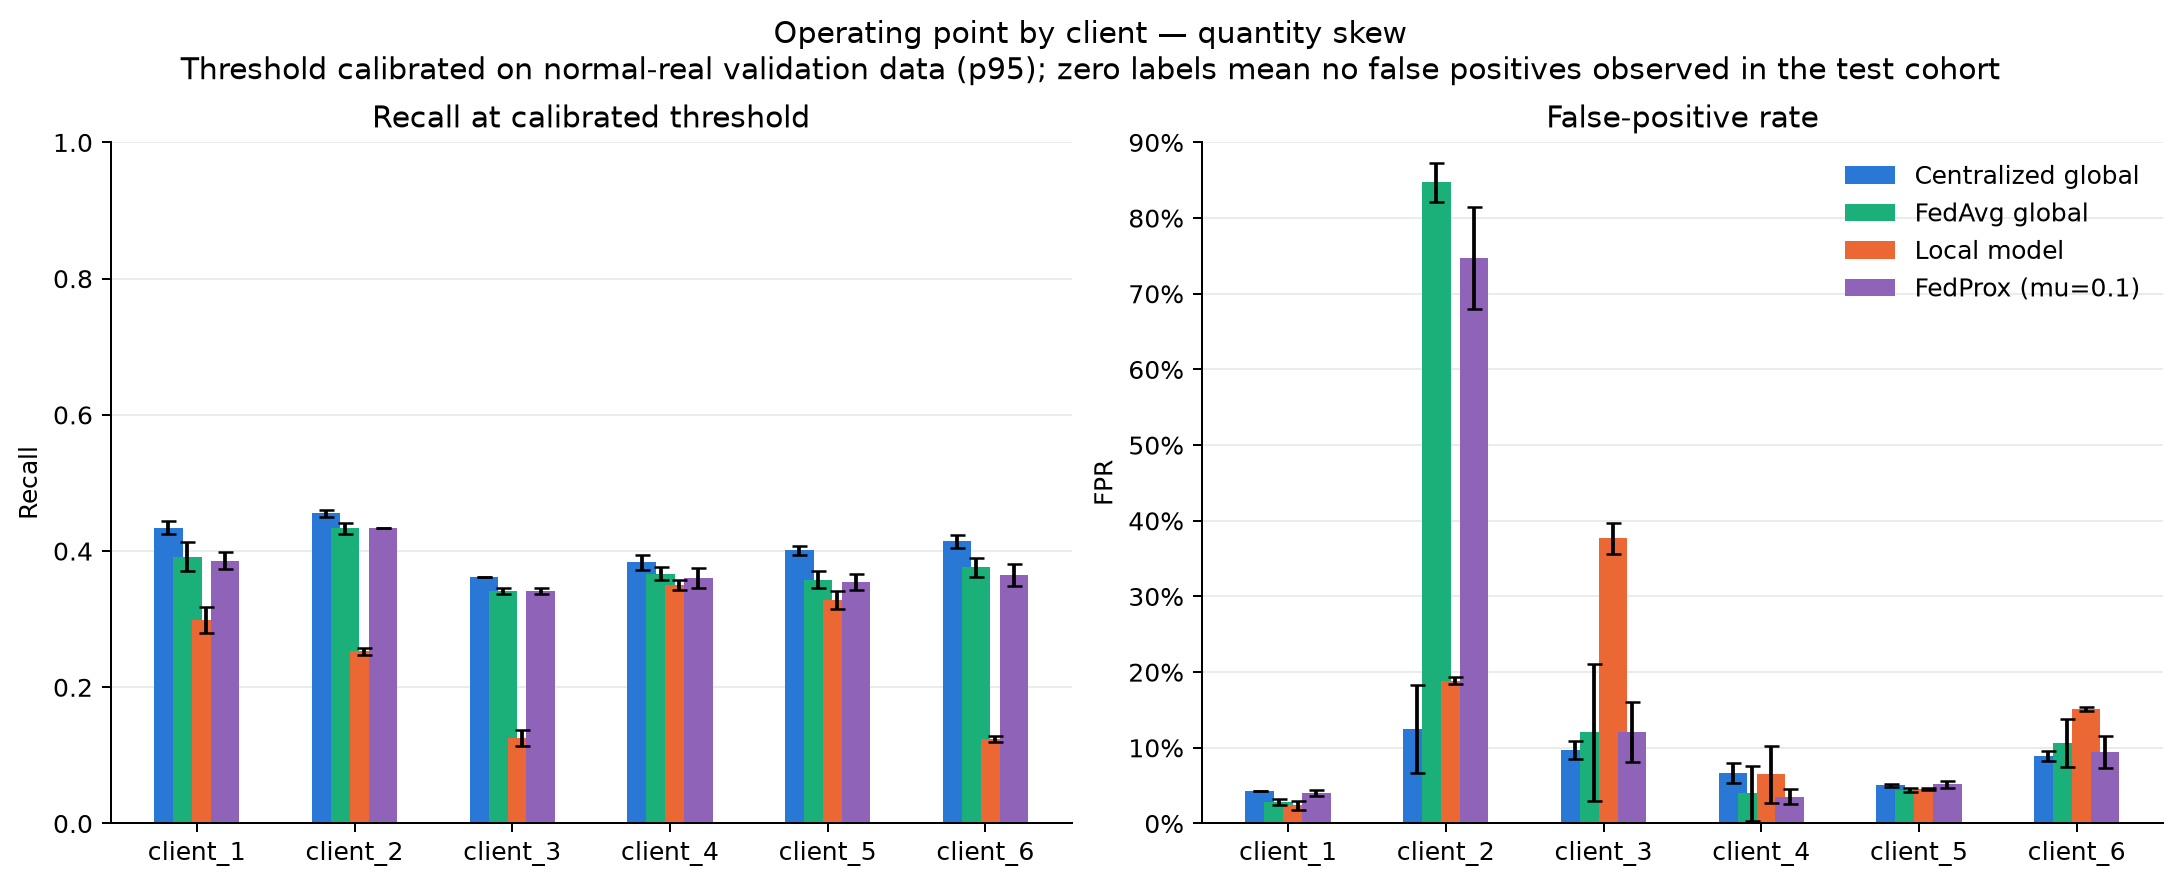 Operating point by client — quantity skew
Threshold calibrated on normal-real validation data (p95); zero labels mean no false positives observed in the test cohort
Recall at calibrated threshold
Recall
1.0
0.8
0.6
0.4
0.2
0.0
client_1 client_2 client_3 client_4 client_5 client_6
False-positive rate
FPR
90%
80%
70%
60%
50%
40%
30%
20%
10%
0%
Centralized global
FedAvg global
Local model
FedProx (mu=0.1)
client_1 client_2 client_3 client_4 client_5 client_6